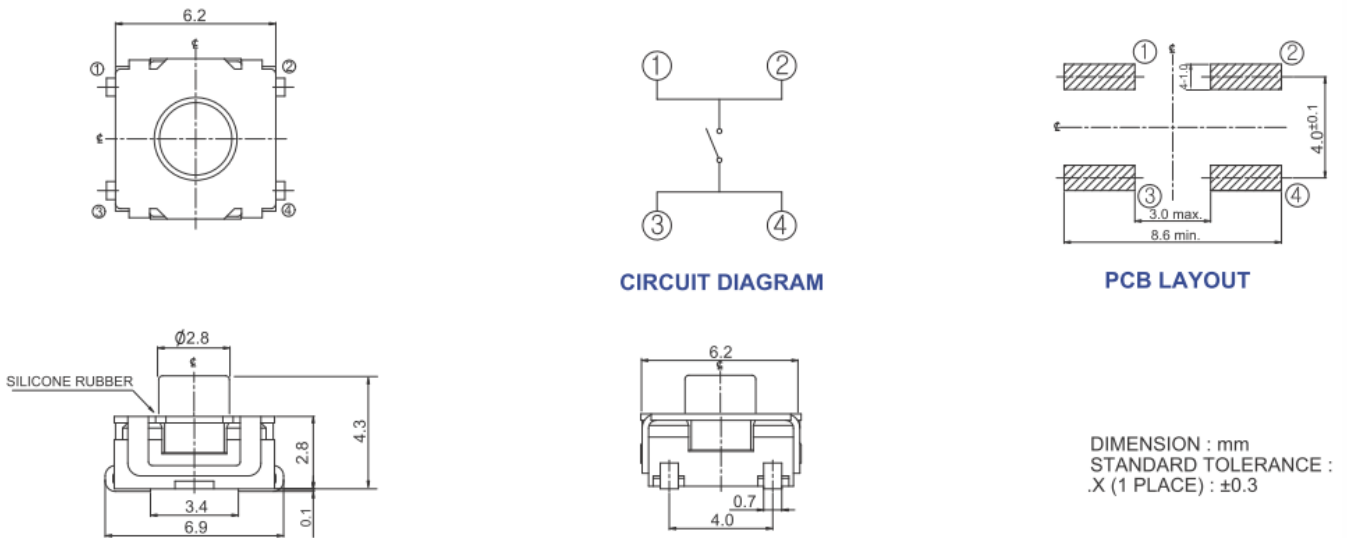 6.2
℄
① ②
℄
③ ④
① ②
③ ④
CIRCUIT DIAGRAM
① ℄ ②
4-1.0
℄
4.0±0.1
③ ④
3.0 max.
8.6 min.
PCB LAYOUT
Ø2.8
℄
SILICONE RUBBER
4.3
2.8
3.4
0.1
6.9
6.2
℄
0.7
4.0
DIMENSION : mm
STANDARD TOLERANCE :
.X (1 PLACE) : ±0.3